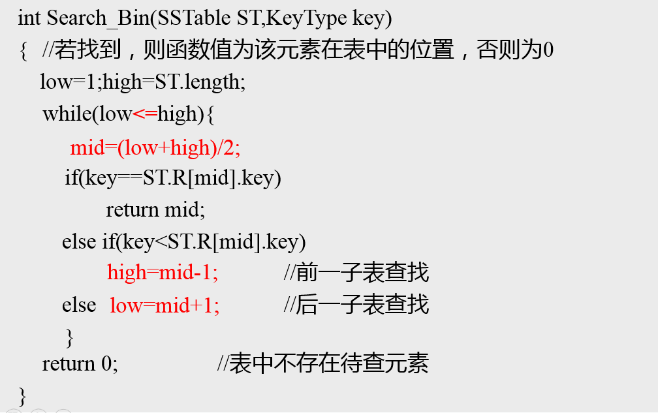 int Search_Bin(SSTable ST,KeyType key)
{ //若找到，则函数值为该元素在表中的位置，否则为0
low=1;high=ST.length;
while(low<=high){
mid=(low+high)/2;
if(key==ST.R[mid].key)
return mid;
else if(key<ST.R[mid].key)
high=mid-1; //前一子表查找
else low=mid+1; //后一子表查找
}
return 0; //表中不存在待查元素
}